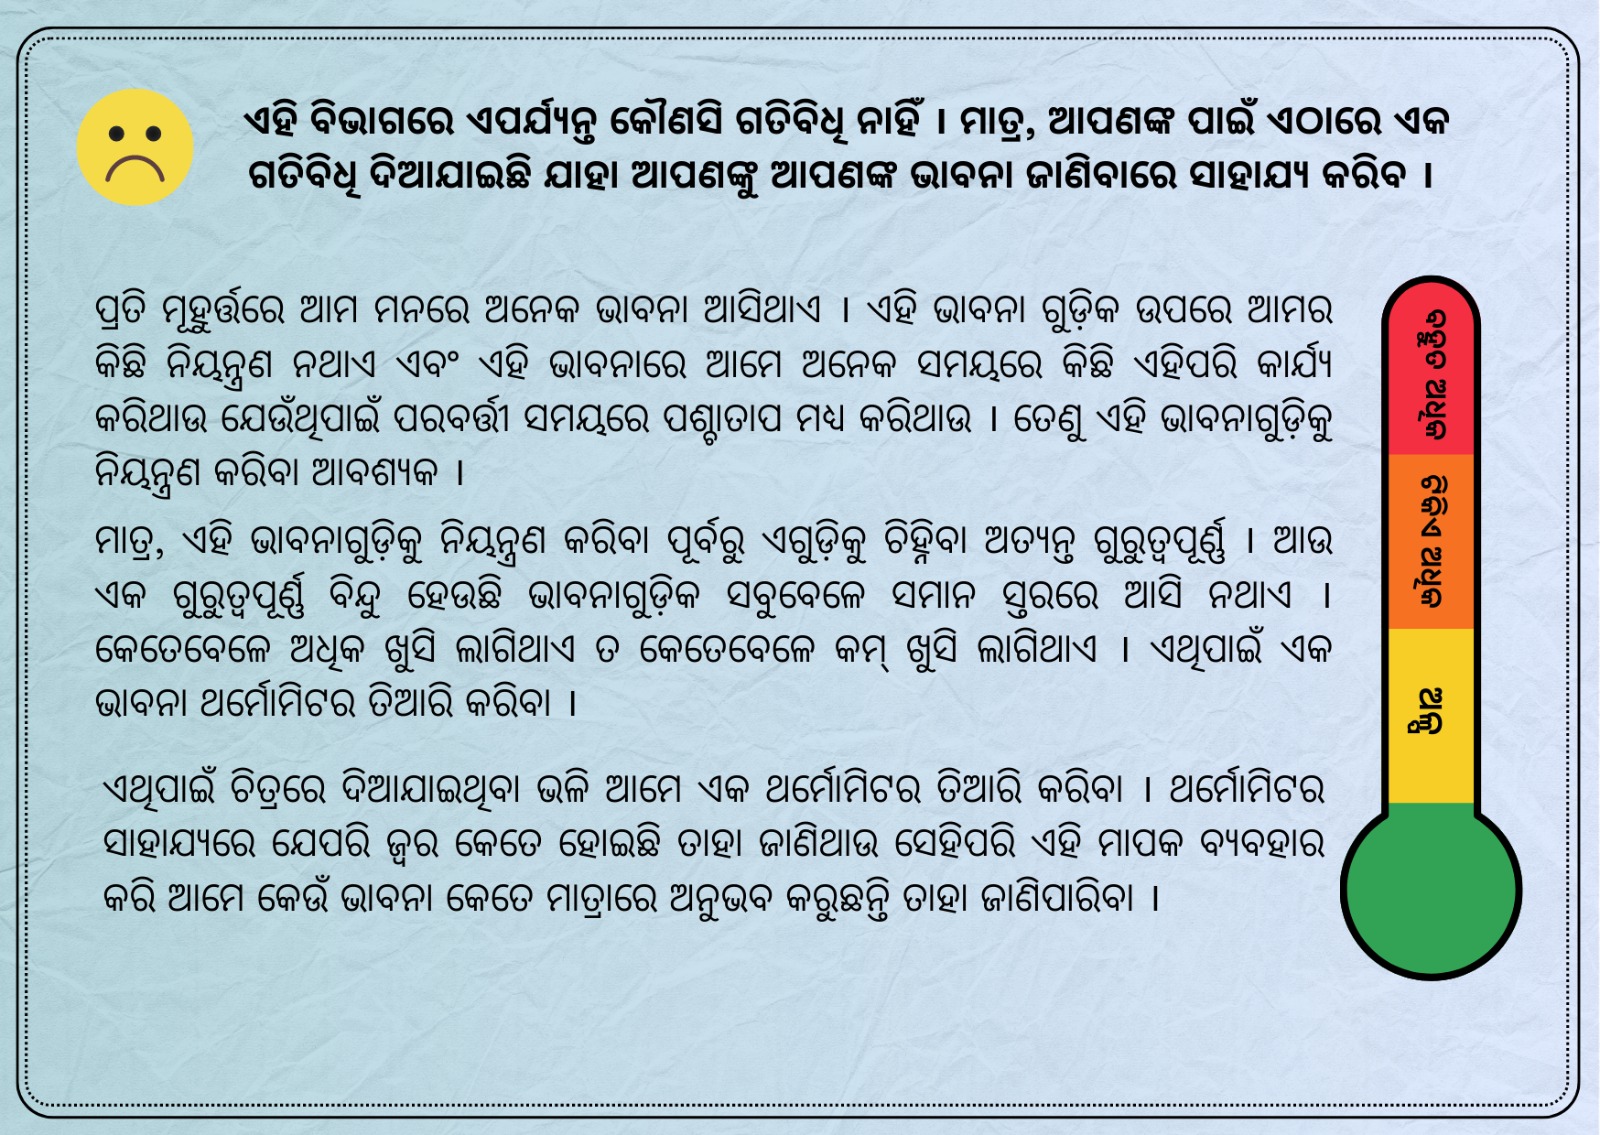 ଏହି ବିଭାଗରେ ଏପର୍ଯ୍ୟନ୍ତ କୌଣସି ଗତିବିଧି ନାହିଁ । ମାତ୍ର, ଆପଣଙ୍କ ପାଇଁ ଏଠାରେ ଏକ
ଗତିବିଧି ଦିଆଯାଇଛି ଯାହା ଆପଣଙ୍କୁ ଆପଣଙ୍କ ଭାବନା ଜାଣିବାରେ ସାହାଯ୍ୟ କରିବ ।
ପ୍ରତି ମୂହୁର୍ତ୍ତରେ ଆମ ମନରେ ଅନେକ ଭାବନା ଆସିଥାଏ । ଏହି ଭାବନା ଗୁଡ଼ିକ ଉପରେ ଆମର
କିଛି ନିୟନ୍ତ୍ରଣ ନଥାଏ ଏବଂ ଏହି ଭାବନାରେ ଆମେ ଅନେକ ସମୟରେ କିଛି ଏହିପରି କାର୍ଯ୍ୟ
କରିଥାଉ ଯେଉଁଥିପାଇଁ ପରବର୍ତ୍ତୀ ସମୟରେ ପଶ୍ଚାତାପ ମଧ୍ୟ କରିଥାଉ । ତେଣୁ ଏହି ଭାବନାଗୁଡ଼ିକୁ
ନିୟନ୍ତ୍ରଣ କରିବା ଆବଶ୍ୟକ ।
ମାତ୍ର, ଏହି ଭାବନାଗୁଡ଼ିକୁ ନିୟନ୍ତ୍ରଣ କରିବା ପୂର୍ବରୁ ଏଗୁଡ଼ିକୁ ଚିହ୍ନିବା ଅତ୍ୟନ୍ତ ଗୁରୁତ୍ୱପୂର୍ଣ୍ଣ । ଆଉ
ଏକ ଗୁରୁତ୍ୱପୂର୍ଣ୍ଣ ବିନ୍ଦୁ ହେଉଛି ଭାବନାଗୁଡ଼ିକ ସବୁବେଳେ ସମାନ ସ୍ତରରେ ଆସି ନଥାଏ ।
କେତେବେଳେ ଅଧିକ ଖୁସି ଲାଗିଥାଏ ତ କେତେବେଳେ କମ୍ ଖୁସି ଲାଗିଥାଏ । ଏଥିପାଇଁ ଏକ
ଭାବନା ଥର୍ମୋମିଟର ତିଆରି କରିବା ।
ଏଥିପାଇଁ ଚିତ୍ରରେ ଦିଆଯାଇଥିବା ଭଳି ଆମେ ଏକ ଥର୍ମୋମିଟର ତିଆରି କରିବା । ଥର୍ମୋମିଟର
ସାହାଯ୍ୟରେ ଯେପରି ଜ୍ୱର କେତେ ହୋଇଛି ତାହା ଜାଣିଥାଉ ସେହିପରି ଏହି ମାପକ ବ୍ୟବହାର
କରି ଆମେ କେଉଁ ଭାବନା କେତେ ମାତ୍ରାରେ ଅନୁଭବ କରୁଛନ୍ତି ତାହା ଜାଣିପାରିବା ।
ବହୁତ ଅଧିକ
ଟିକିଏ ଅଧିକ
ଅଳ୍ପ